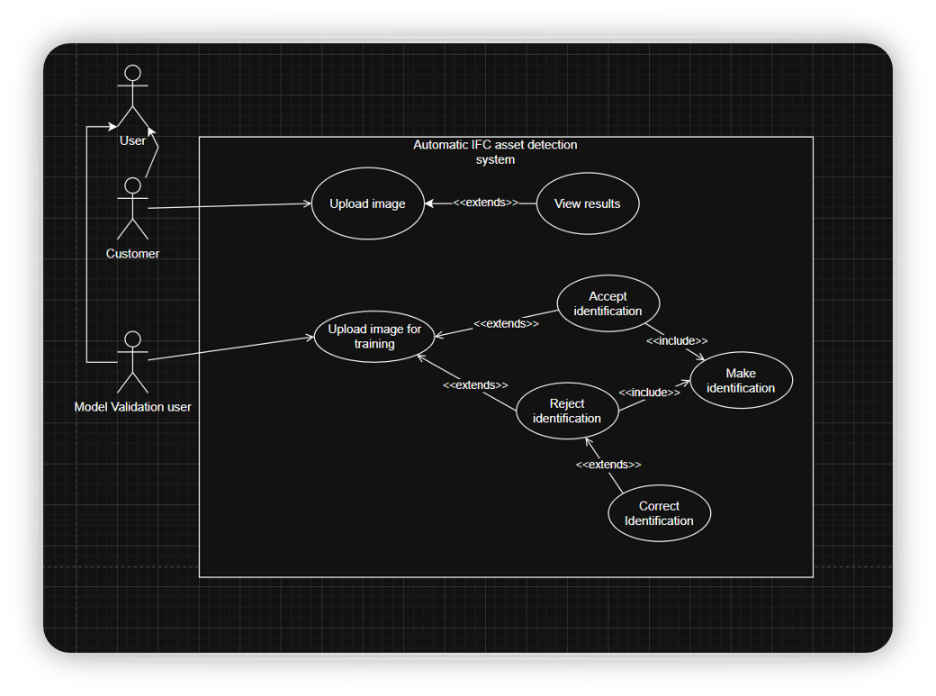 User
Automatic IFC asset detection
system
Upload image
<<extends>>
View results
Customer
Accept
identification
Upload image for
training
<<extends>>
<<include>>
Make
identification
<<extends>>
<<include>>
Reject
identification
Model Validation user
<<extends>>
Correct
Identification